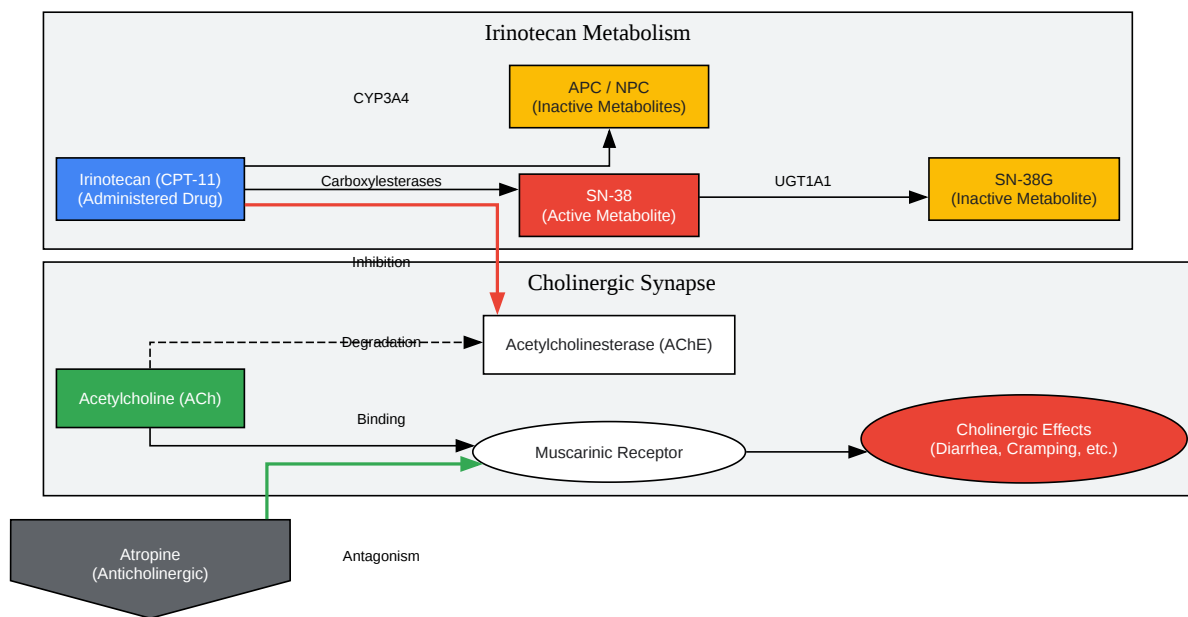 Irinotecan Metabolism
CYP3A4
APC / NPC
(Inactive Metabolites)
Irinotecan (CPT-11)
(Administered Drug)
Carboxylesterases
SN-38
(Active Metabolite)
UGT1A1
SN-38G
(Inactive Metabolite)
Inhibition
Cholinergic Synapse
Degradation
Acetylcholinesterase (AChE)
Acetylcholine (ACh)
Binding
Muscarinic Receptor
Cholinergic Effects
(Diarrhea, Cramping, etc.)
Atropine
(Anticholinergic)
Antagonism